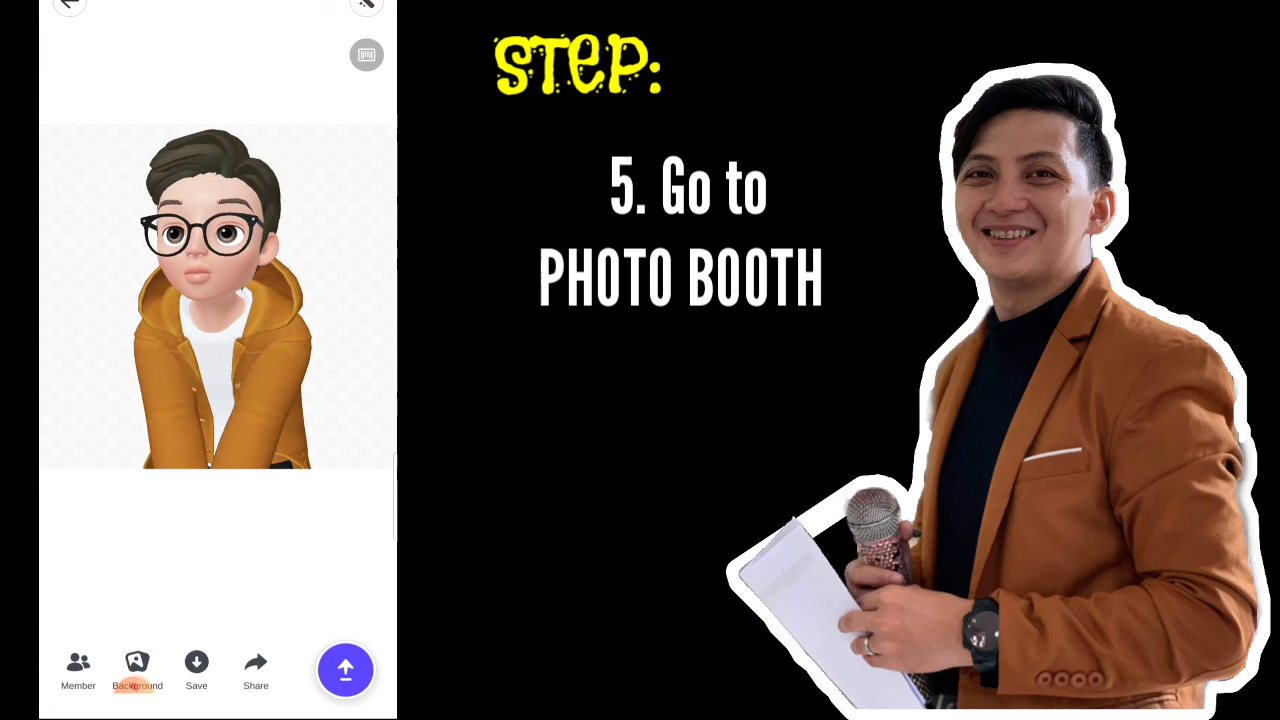 STEP:
5. Go to
PHOTO BOOTH
Member
Background
Save
Share